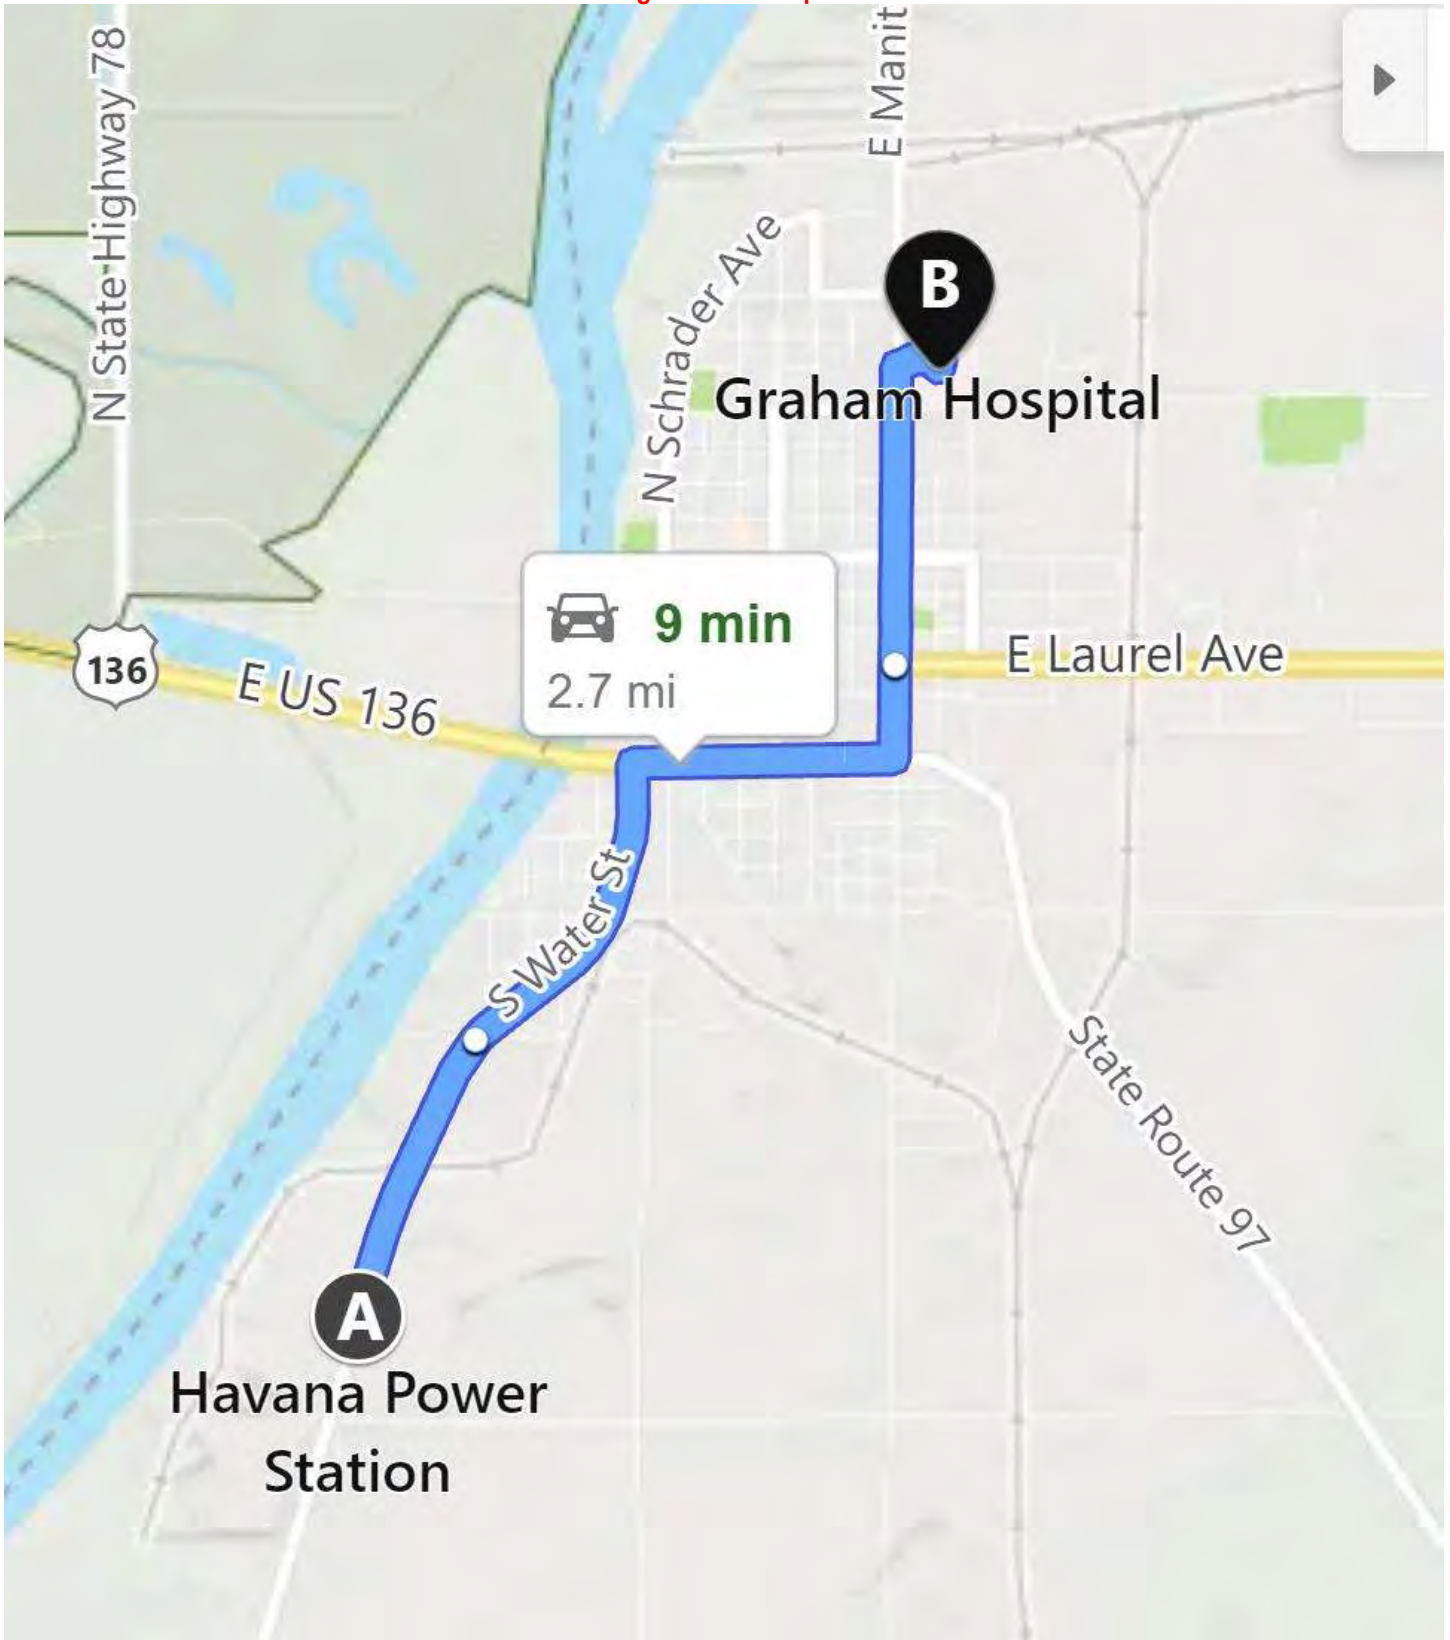 N State Highway 78
E Manit
N Schrader Ave
B
Graham Hospital
9 min
2.7 mi
E Laurel Ave
136
E US 136
S Water St
State Route 97
A
Havana Power
Station